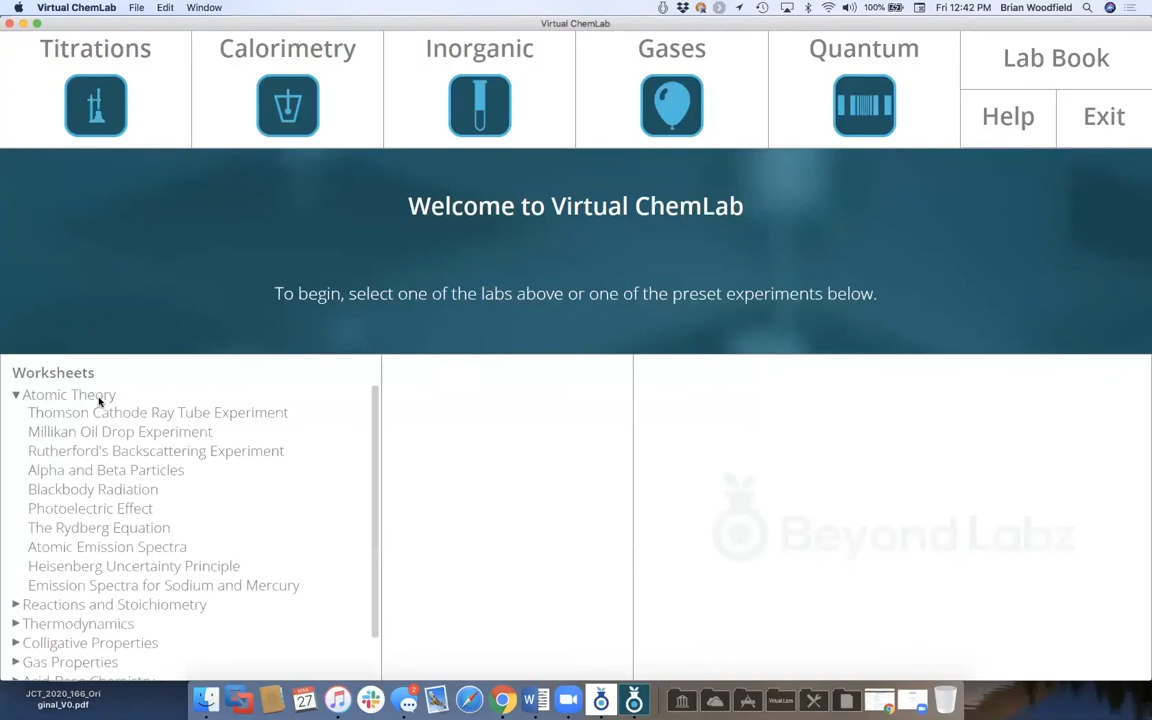 Virtual ChemLab File Edit Window 100% Fri 12:42 PM Brian Woodfield
Virtual ChemLab
Titrations
Calorimetry
Inorganic
Gases
Quantum
Lab Book
Help
Exit
Welcome to Virtual ChemLab
To begin, select one of the labs above or one of the preset experiments below.
Worksheets
Atomic Theory
Thomson Cathode Ray Tube Experiment
Millikan Oil Drop Experiment
Rutherford's Backscattering Experiment
Alpha and Beta Particles
Blackbody Radiation
Photoelectric Effect
The Rydberg Equation
Atomic Emission Spectra
Heisenberg Uncertainty Principle
Emission Spectra for Sodium and Mercury
Reactions and Stoichiometry
Thermodynamics
Colligative Properties
Gas Properties
Beyond Labz
JCT_2020_166_Ori
ginal_V0.pdf
MAR
27
2